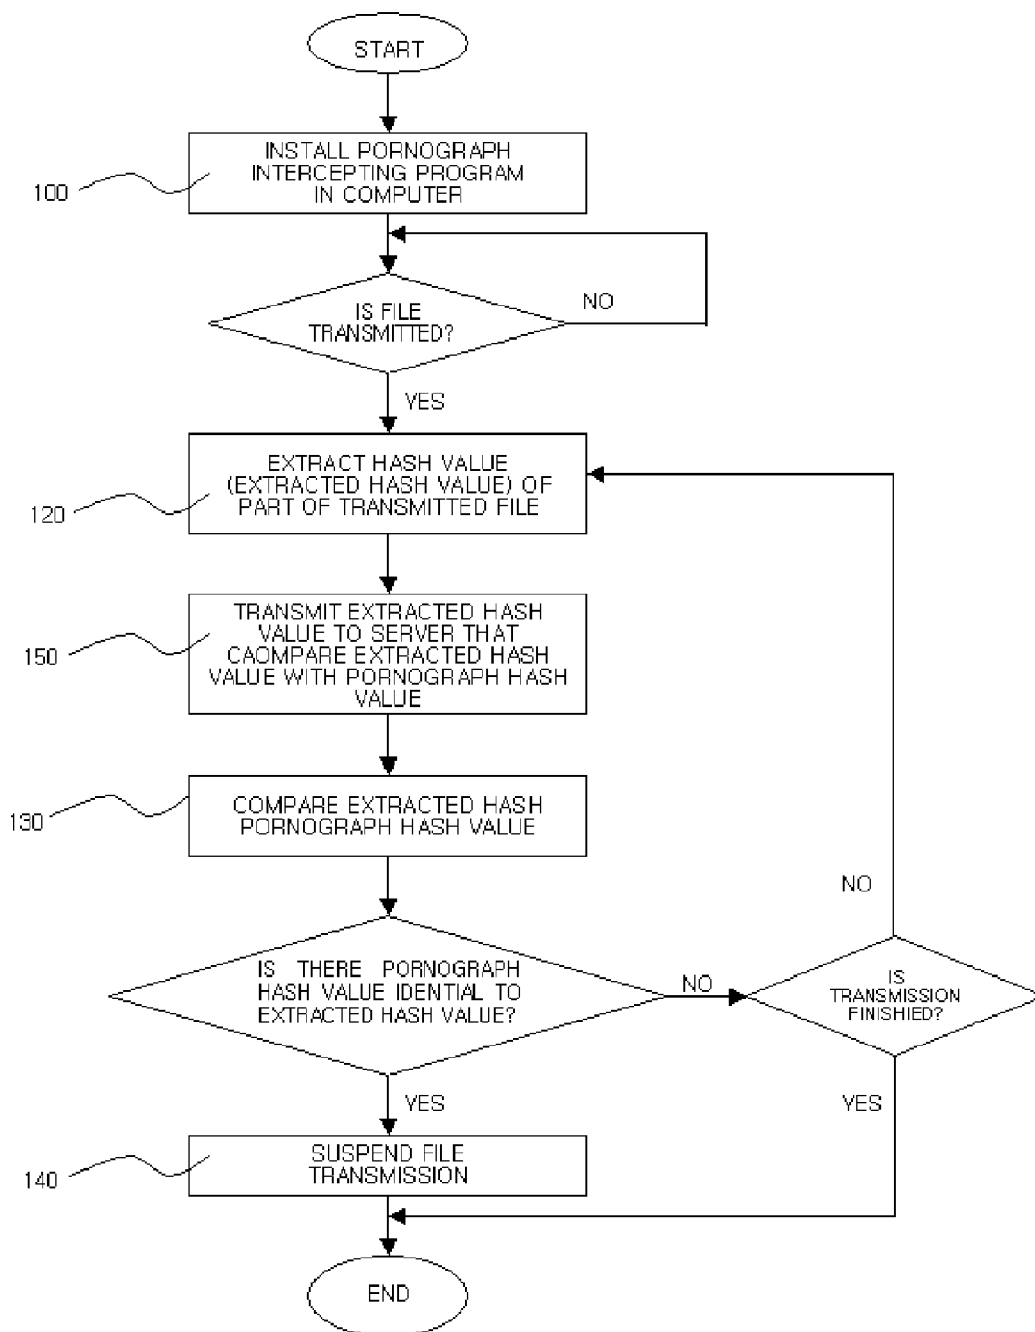 START
INSTALL PORNOGRAPH
INTERCEPTING PROGRAM
IN COMPUTER
100
IS FILE
TRANSMITTED?
NO
YES
EXTRACT HASH VALUE
(EXTRACTED HASH VALUE) OF
PART OF TRANSMITTED FILE
120
TRANSMIT EXTRACTED HASH
VALUE TO SERVER THAT
CAOMPARE EXTRACTED HASH
VALUE WITH PORNOGRAPH HASH
VALUE
150
COMPARE EXTRACTED HASH
PORNOGRAPH HASH VALUE
130
IS THERE PORNOGRAPH
HASH VALUE IDENTIAL TO
EXTRACTED HASH VALUE?
NO
IS
TRANSMISSION
FINISHIED?
NO
YES
YES
SUSPEND FILE
TRANSMISSION
140
END